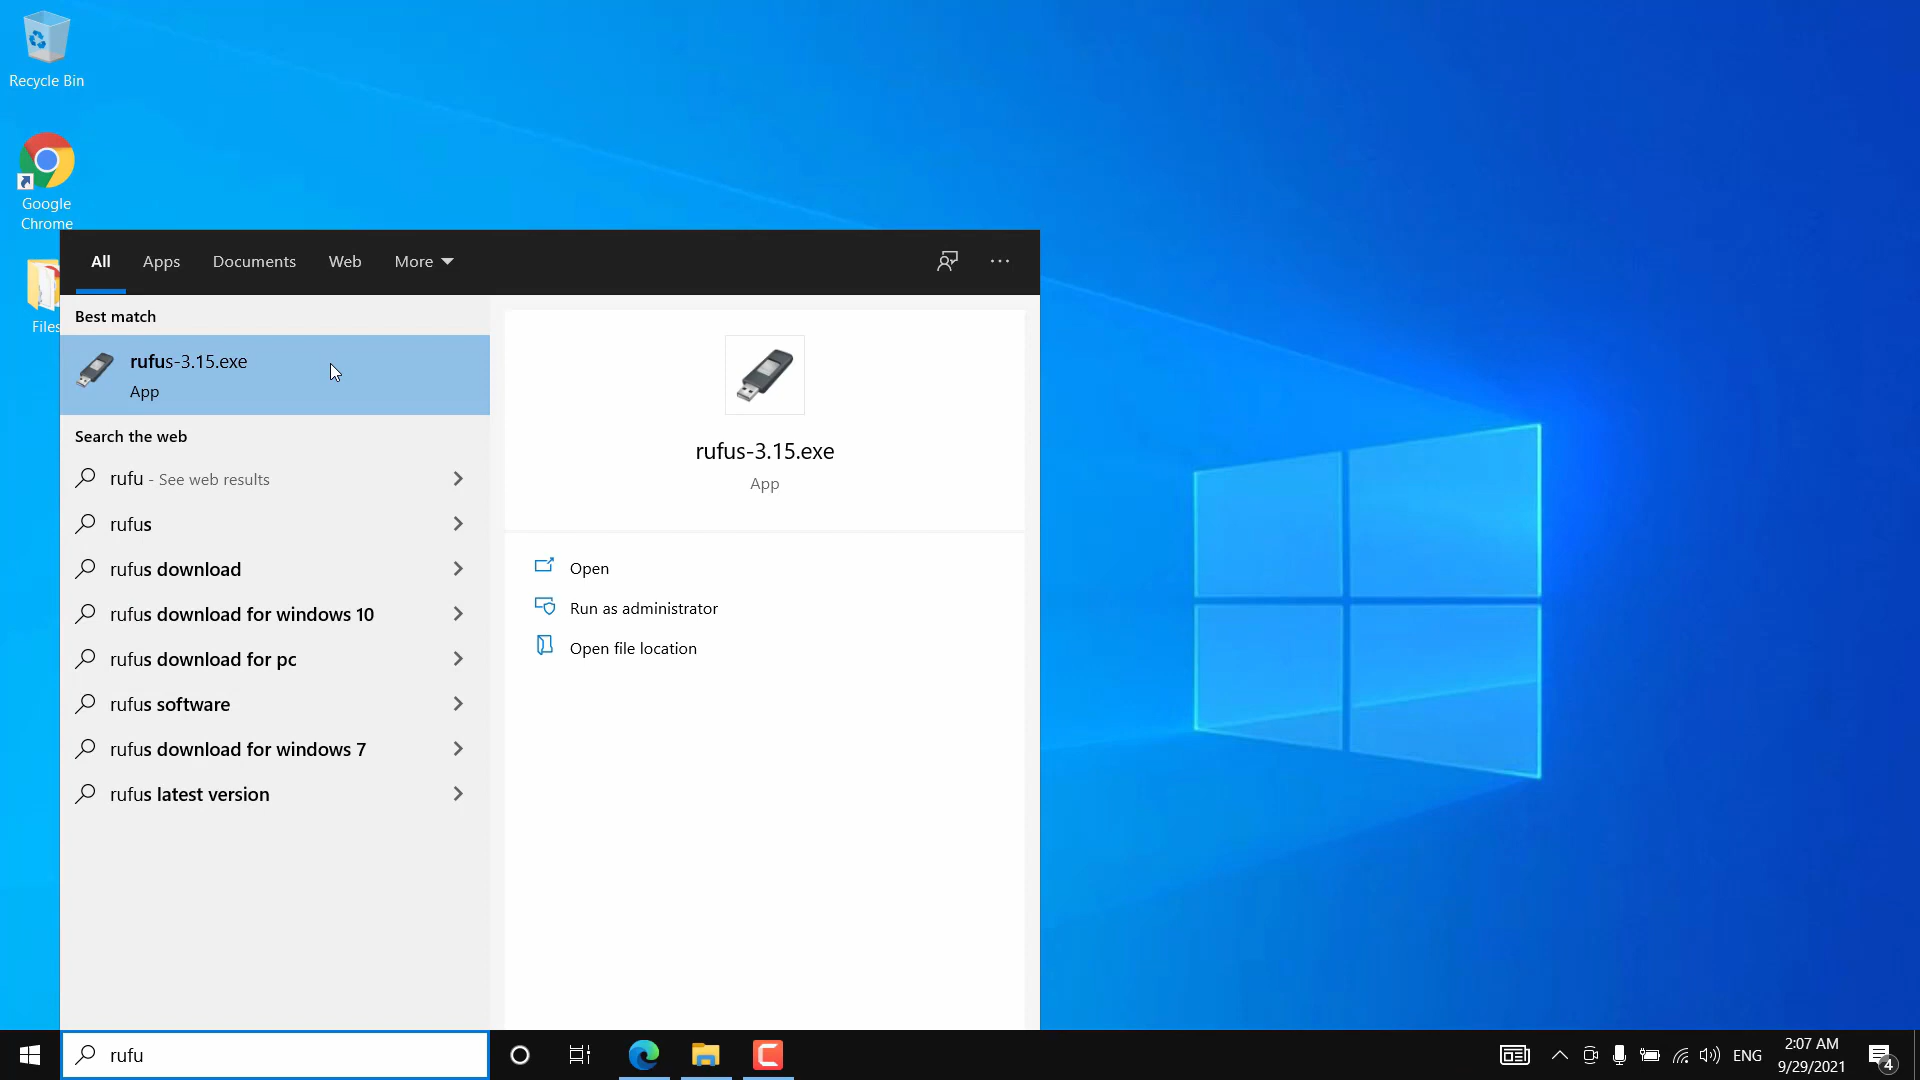 Recycle Bin
Google
Chrome
Files
All Apps Documents Web More
Best match
rufus-3.15.exe
App
Search the web
rufu - See web results
rufus
rufus download
rufus download for windows 10
rufus download for pc
rufus software
rufus download for windows 7
rufus latest version
rufus-3.15.exe
App
Open
Run as administrator
Open file location
rufu
ENG
2:07 AM
9/29/2021
4